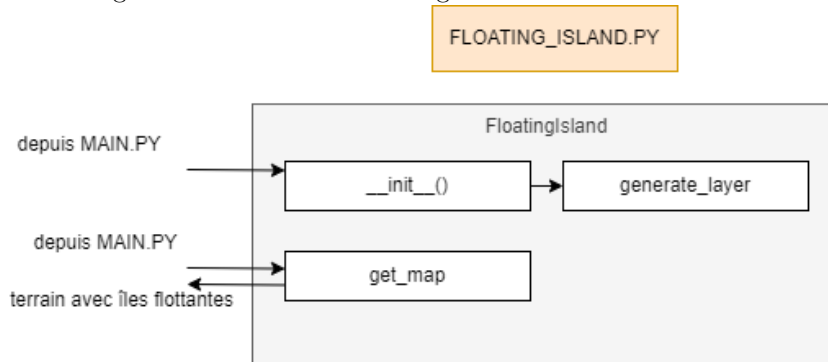 FLOATING_ISLAND.PY
FloatingIsland
depuis MAIN.PY
__init__()
generate_layer
depuis MAIN.PY
get_map
terrain avec îles flottantes